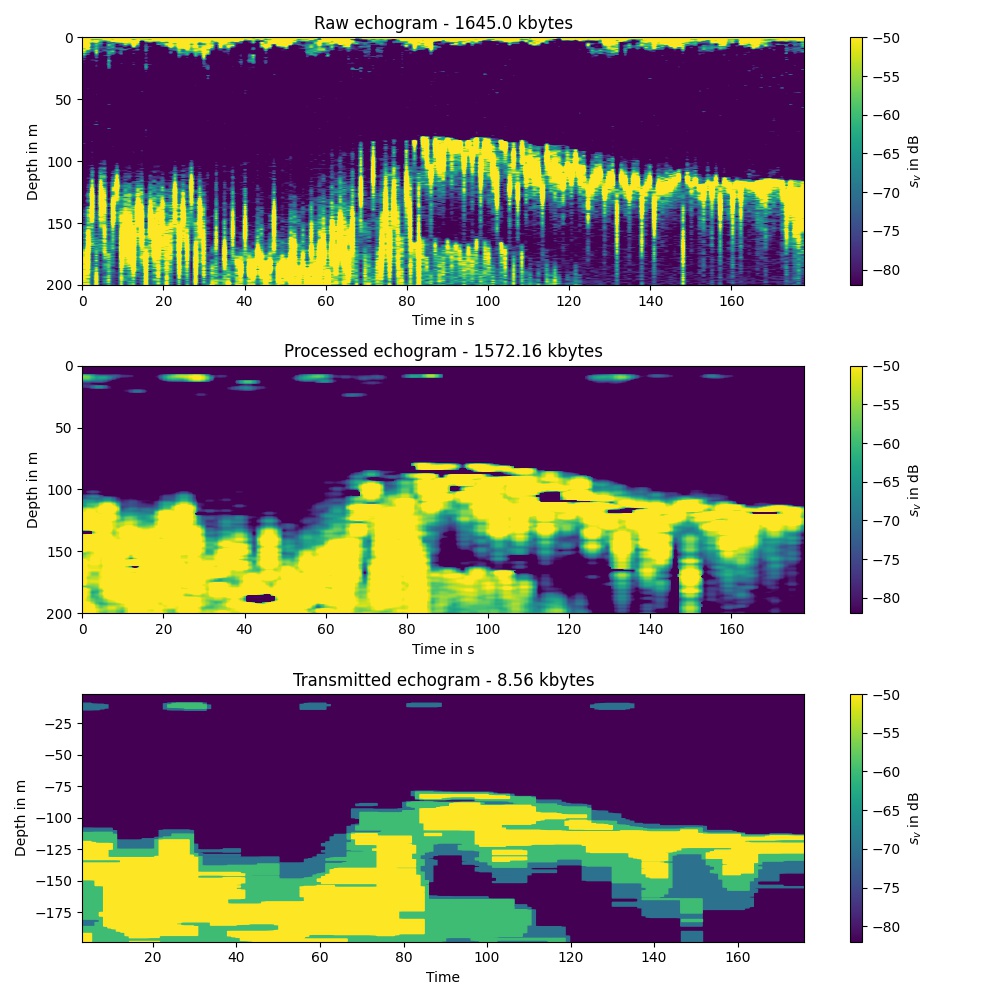 Raw echogram - 1645.0 kbytes
0
50
100
150
200
Depth in m
0 20 40 60 80 100 120 140 160
Time in s
−50
−55
−60
−65
−70
−75
−80
sv in dB
Processed echogram - 1572.16 kbytes
0
50
100
150
200
Depth in m
0 20 40 60 80 100 120 140 160
Time in s
−50
−55
−60
−65
−70
−75
−80
sv in dB
Transmitted echogram - 8.56 kbytes
−25
−50
−75
−100
−125
−150
−175
Depth in m
20 40 60 80 100 120 140 160
Time
−50
−55
−60
−65
−70
−75
−80
sv in dB